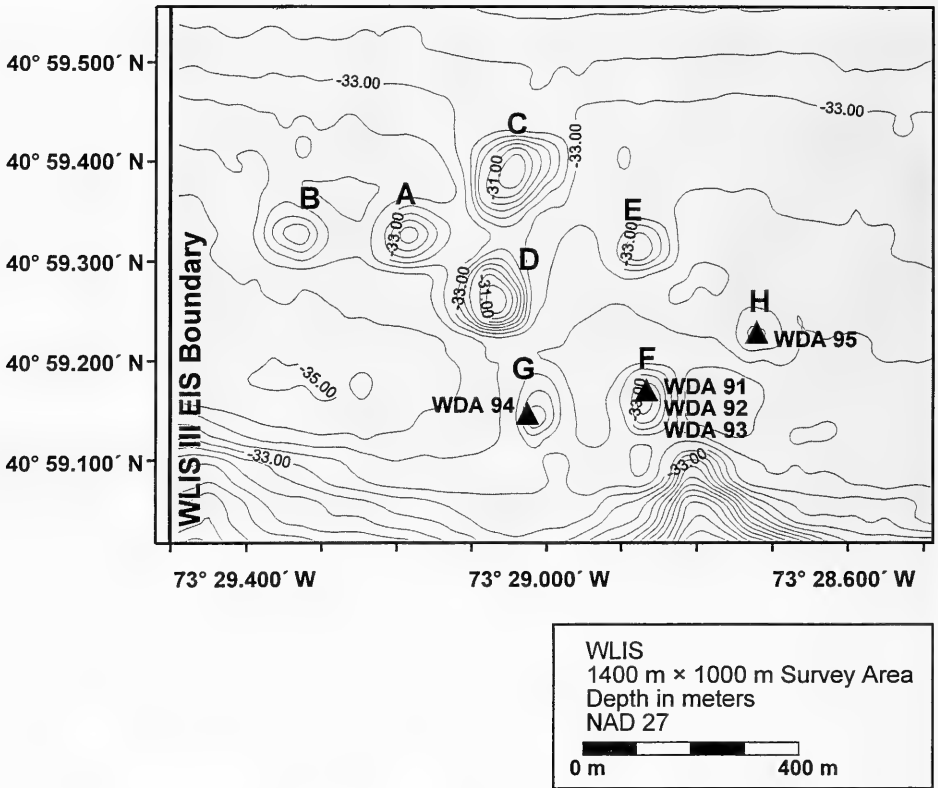 40° 59.500´ N
-33.00
-33.00
C
-33.00
40° 59.400´ N
-31.00
B
A
E
-33.00
-33.00
D
40° 59.300´ N
-33.00
-31.00
H
WDA 95
40° 59.200´ N
G
F
-35.00
WDA 91
WDA 94
-33.00
WDA 92
WDA 93
40° 59.100´ N
-33.00
-33.00
WLIS III EIS Boundary
73° 29.400´ W
73° 29.000´ W
73° 28.600´ W
WLIS
1400 m × 1000 m Survey Area
Depth in meters
NAD 27
0 m
400 m